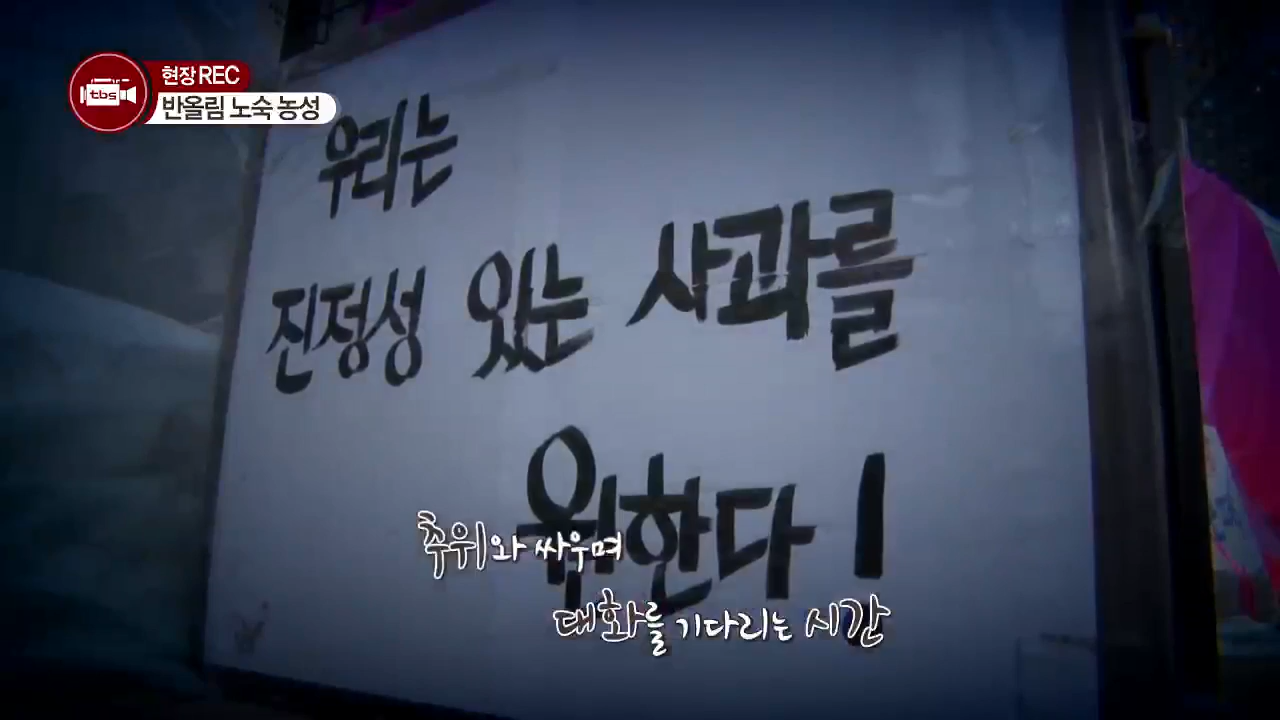 현장 REC
tbs
반올림 노숙 농성
우리는
진정성 있는 사과를
원한다!
추위와 싸우며
대화를 기다리는 시간